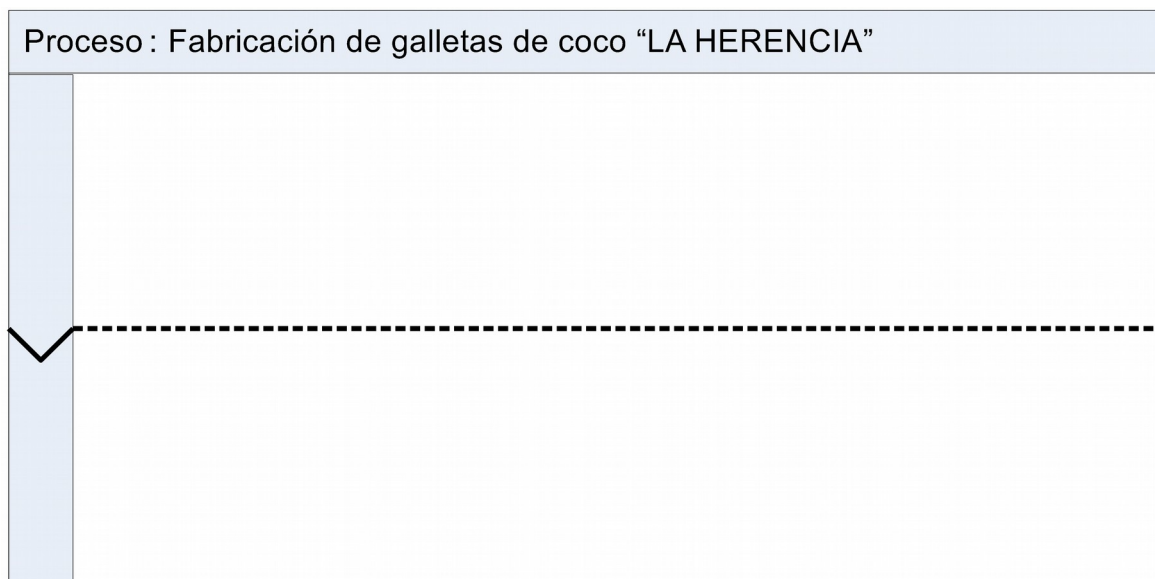 Proceso : Fabricación de galletas de coco “LA HERENCIA”